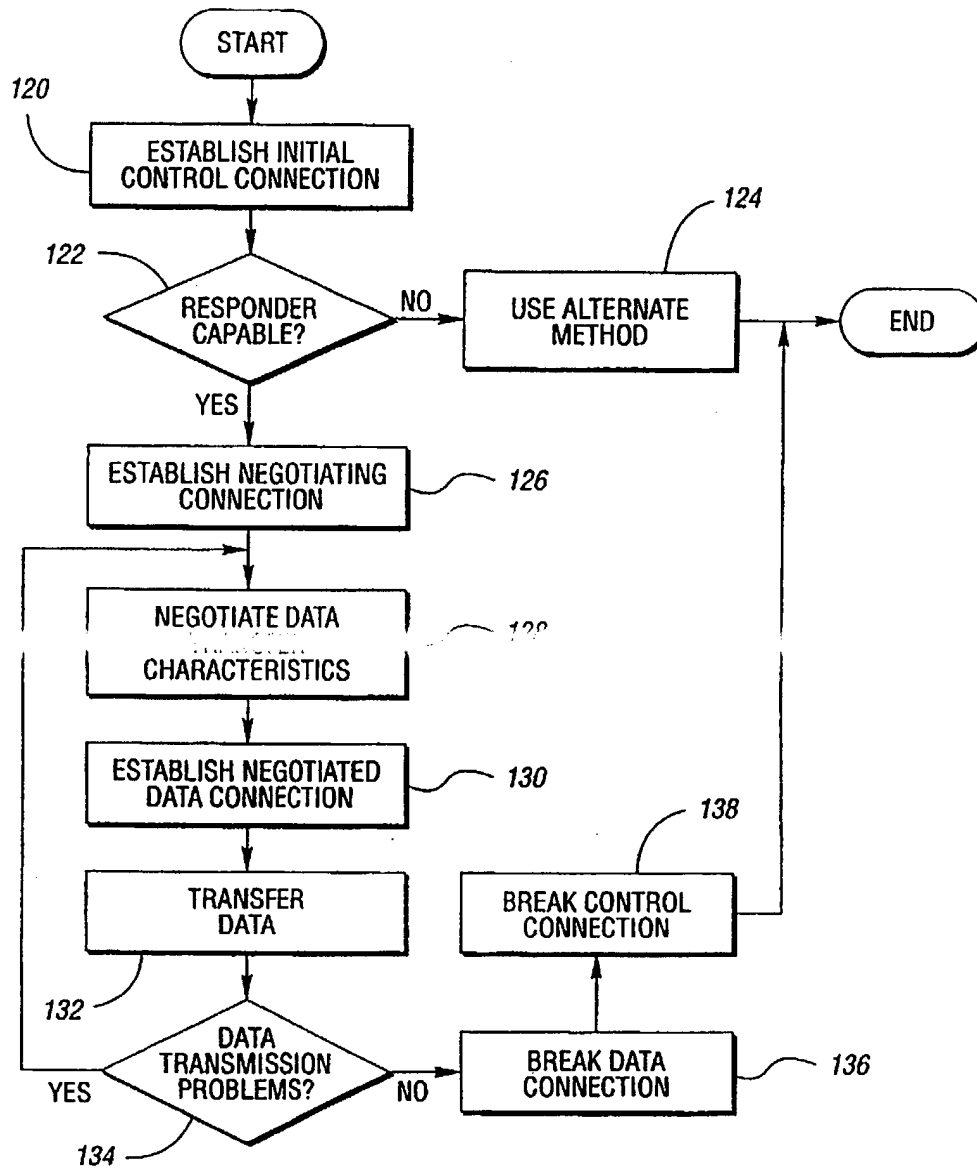 START
120
ESTABLISH INITIAL
CONTROL CONNECTION
122
RESPONDER
CAPABLE?
NO
124
USE ALTERNATE
METHOD
END
YES
ESTABLISH NEGOTIATING
CONNECTION
126
NEGOTIATE DATA
CHARACTERISTICS
ESTABLISH NEGOTIATED
DATA CONNECTION
130
TRANSFER
DATA
132
138
BREAK CONTROL
CONNECTION
DATA
TRANSMISSION
PROBLEMS?
YES
NO
134
BREAK DATA
CONNECTION
136